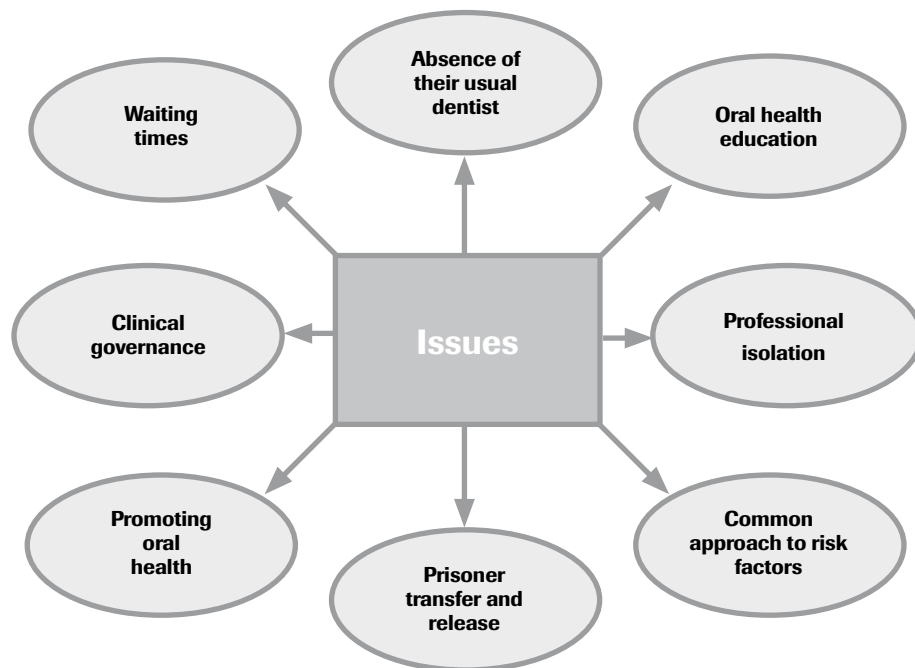 Absence of
their usual
dentist
Waiting
times
Oral health
education
Clinical
governance
Issues
Professional
isolation
Promoting
oral
health
Prisoner
transfer and
release
Common
approach to risk
factors